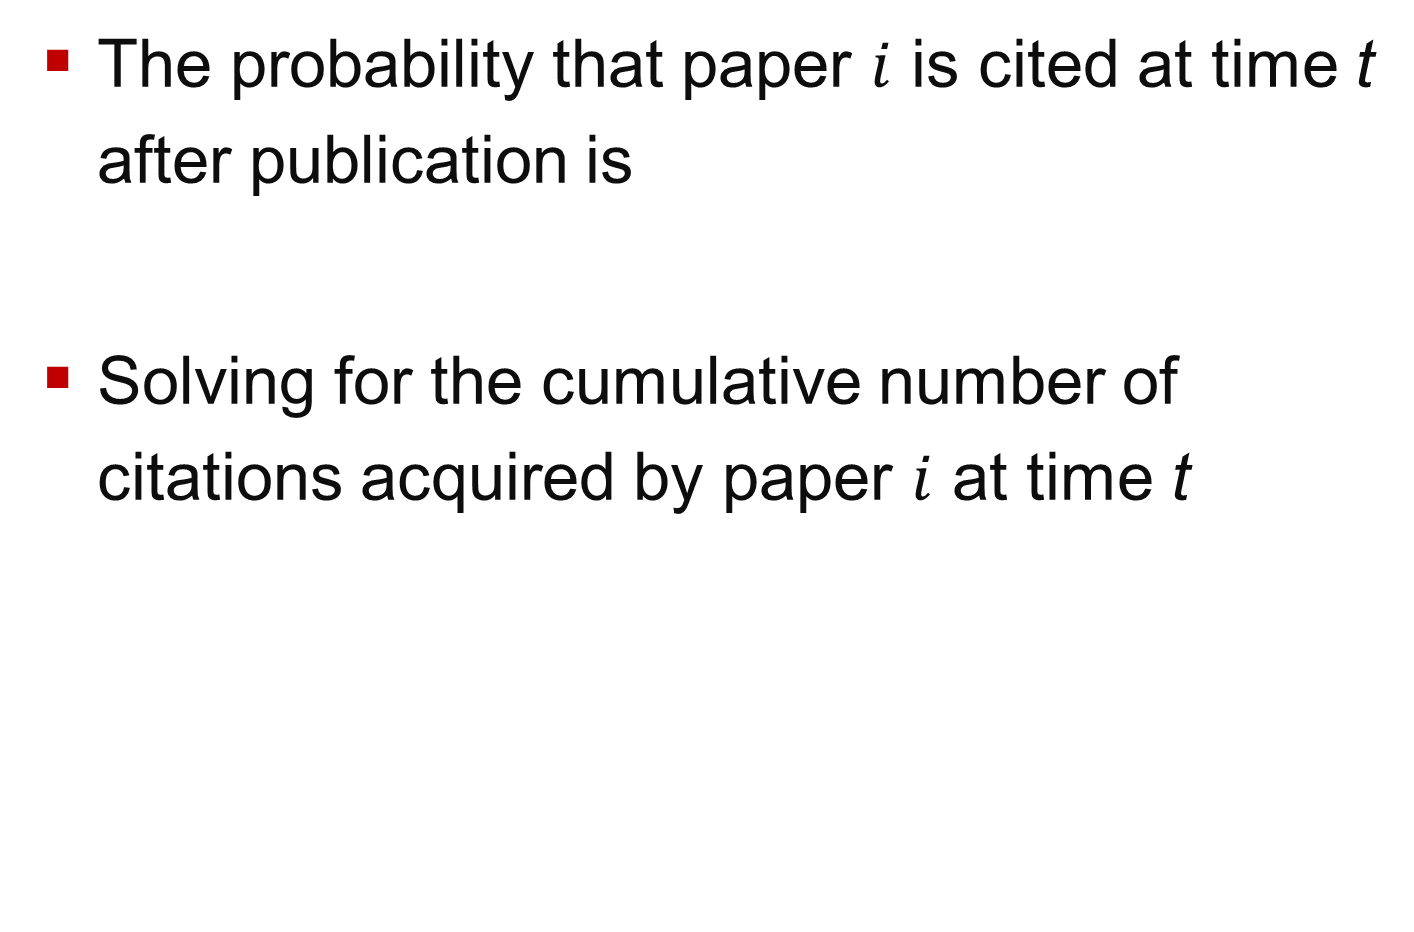 ▪ The probability that paper i is cited at time t
after publication is
▪ Solving for the cumulative number of
citations acquired by paper i at time t